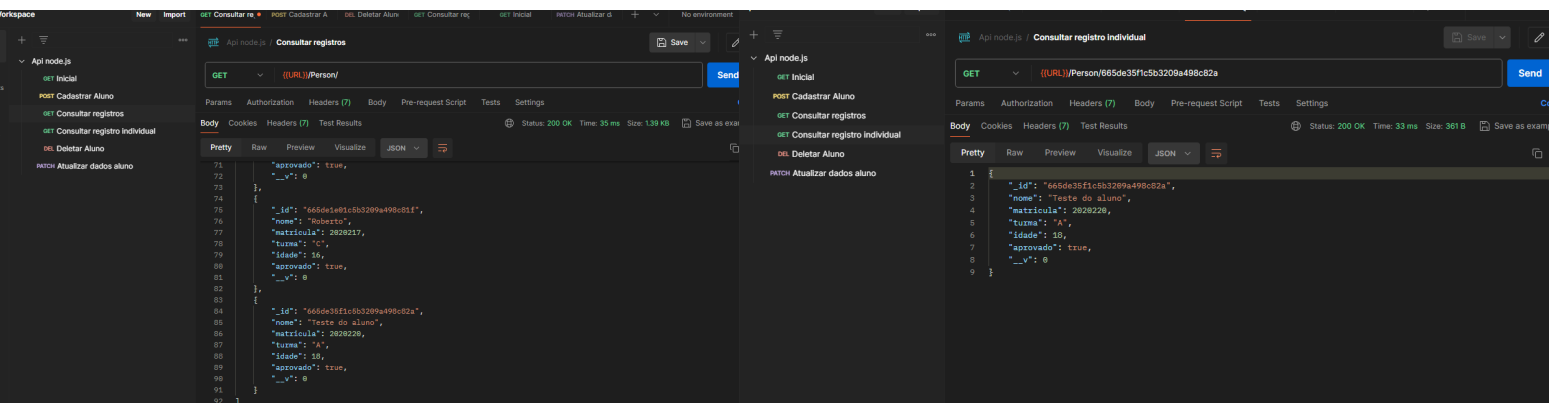 Workspace New Import
GET Consultar re POST Cadastrar A DEL Deletar Alun GET Consultar reç GET Inicial PATCH Atualizar d No environment
Api node.js
GET Inicial
POST Cadastrar Aluno
GET Consultar registros
GET Consultar registro individual
DEL Deletar Aluno
PATCH Atualizar dados aluno
Api node.js / Consultar registros Save
GET {{URL}}/Person/ Send
Params Authorization Headers (7) Body Pre-request Script Tests Settings
Body Cookies Headers (7) Test Results Status: 200 OK Time: 35 ms Size: 1.39 KB Save as exam
Pretty Raw Preview Visualize JSON
71 "aprovado": true,
72 "__v": 0
73 },
74 {
75 "_id": "665de1e01c5b3209a498c81f",
76 "nome": "Roberto",
77 "matricula": 2020217,
78 "turma": "C",
79 "idade": 16,
80 "aprovado": true,
81 "__v": 0
82 },
83 {
84 "_id": "665de35f1c5b3209a498c82a",
85 "nome": "Teste do aluno",
86 "matricula": 2020220,
87 "turma": "A",
88 "idade": 18,
89 "aprovado": true,
90 "__v": 0
91 }
92 ]
Api node.js
GET Inicial
POST Cadastrar Aluno
GET Consultar registros
GET Consultar registro individual
DEL Deletar Aluno
PATCH Atualizar dados aluno
Api node.js / Consultar registro individual Save
GET {{URL}}/Person/665de35f1c5b3209a498c82a Send
Params Authorization Headers (7) Body Pre-request Script Tests Settings Co
Body Cookies Headers (7) Test Results Status: 200 OK Time: 33 ms Size: 361 B Save as examp
Pretty Raw Preview Visualize JSON
1 {
2 "_id": "665de35f1c5b3209a498c82a",
3 "nome": "Teste do aluno",
4 "matricula": 2020220,
5 "turma": "A",
6 "idade": 18,
7 "aprovado": true,
8 "__v": 0
9 }